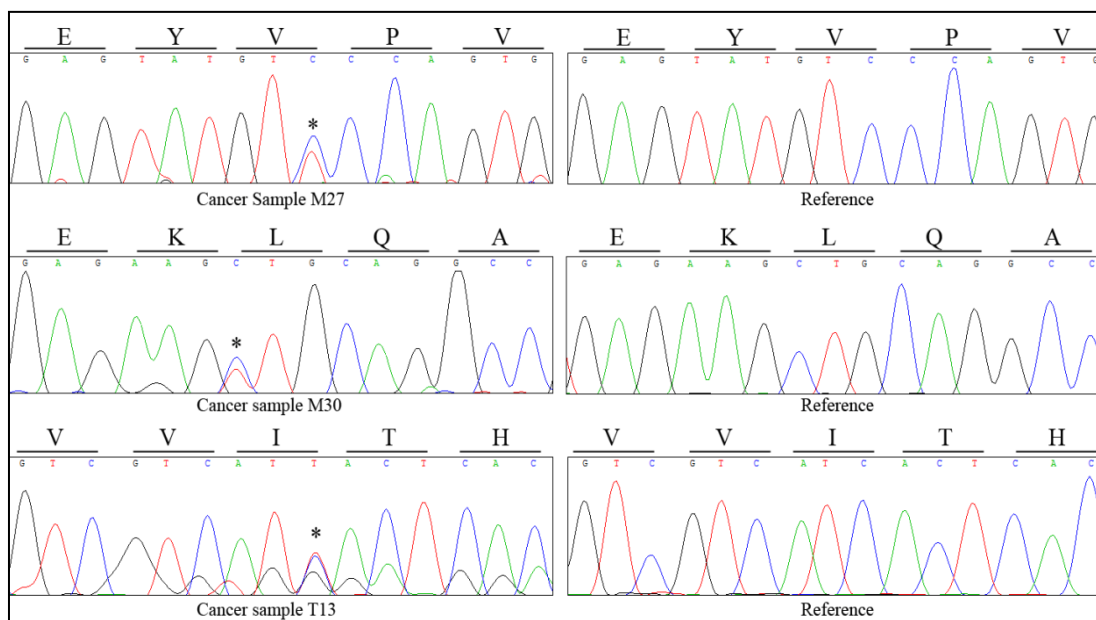 E Y V P V
G A G T A T G T C C C A G T G
*
Cancer Sample M27
E Y V P V
G A G T A T G T C C C A G T G
Reference
E K L Q A
G A G A A G C T G C A G G C C
*
Cancer sample M30
E K L Q A
G A G A A G C T G C A G G C C
Reference
V V I T H
G T C G T C A T T A C T C A C
*
Cancer sample T13
V V I T H
G T C G T C A T C A C T C A C
Reference